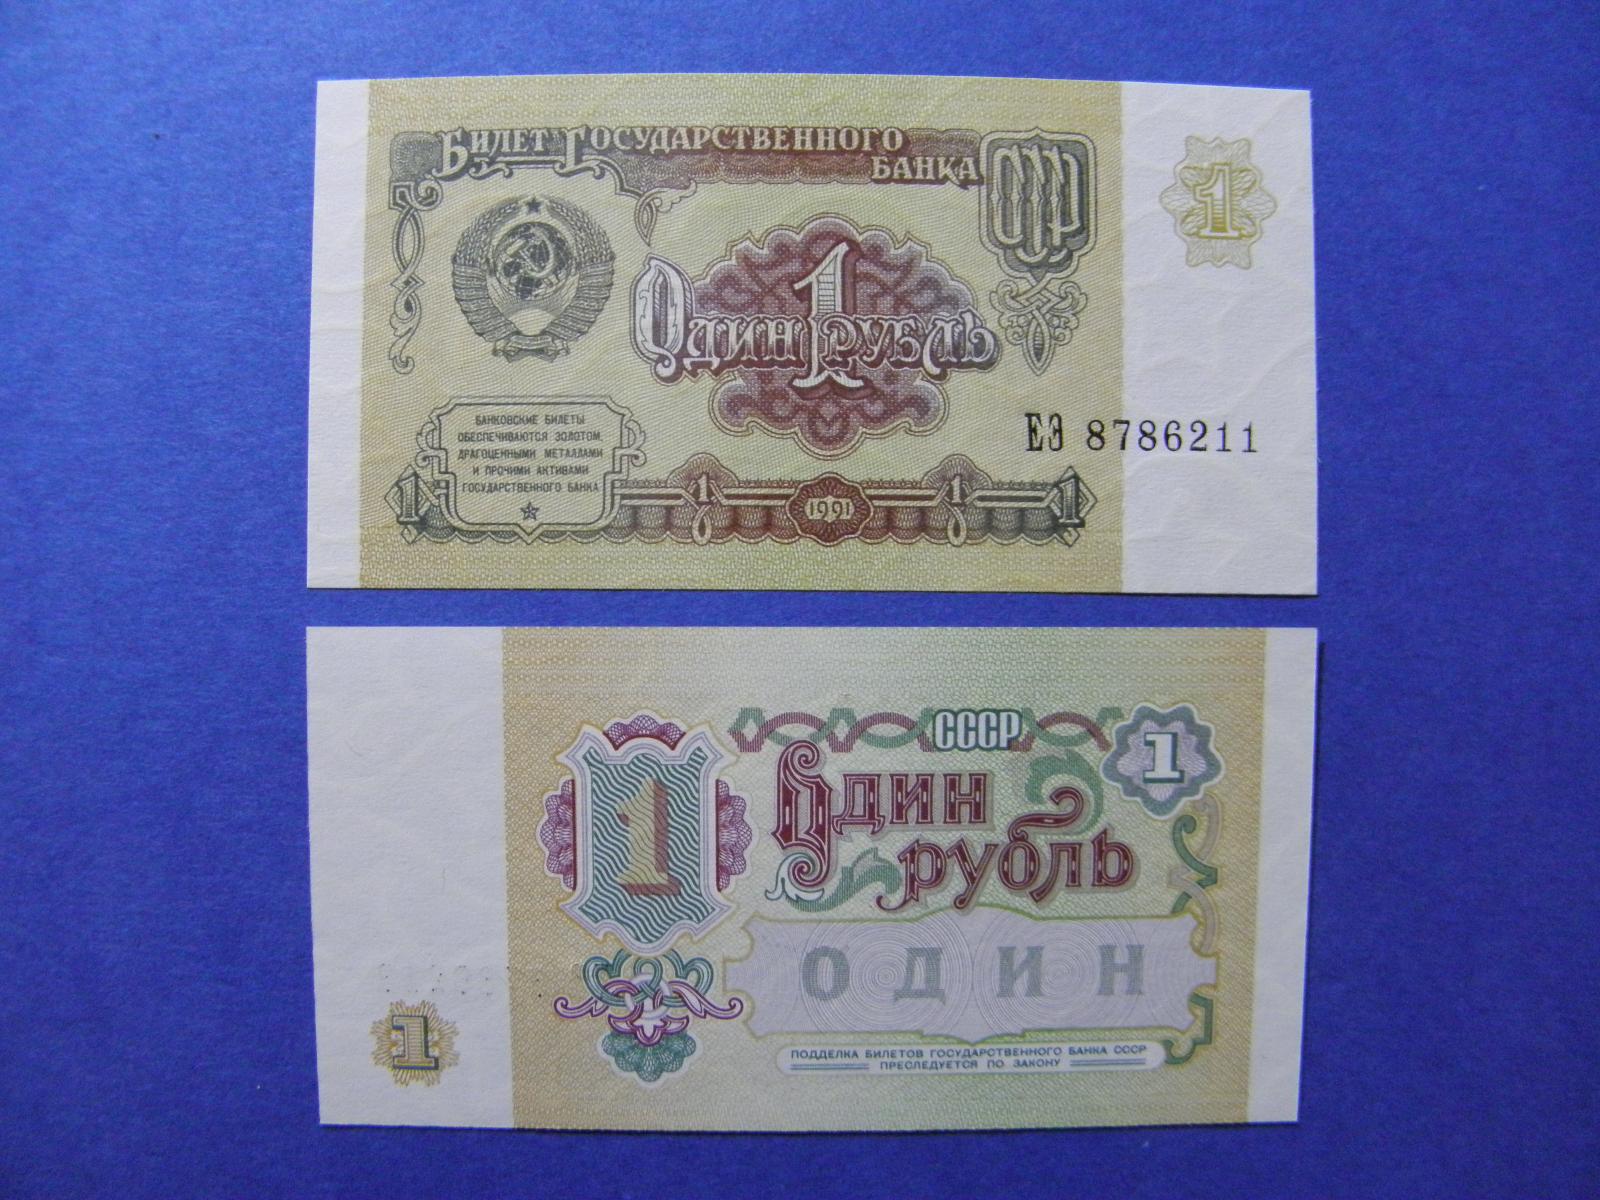 Билет Государственного
Банка СССР
1
Один 1 рубль
БАНКОВСКИЕ БИЛЕТЫ
ОБЕСПЕЧИВАЮТСЯ ЗОЛОТОМ,
ДРАГОЦЕННЫМИ МЕТАЛЛАМИ
И ПРОЧИМИ АКТИВАМИ
ГОСУДАРСТВЕННОГО БАНКА
ЕЭ 8786211
1 1 1991 1 1
СССР
1
1
Один
рубль
ОДИН
ПОДДЕЛКА БИЛЕТОВ ГОСУДАРСТВЕННОГО БАНКА СССР
ПРЕСЛЕДУЕТСЯ ПО ЗАКОНУ
1